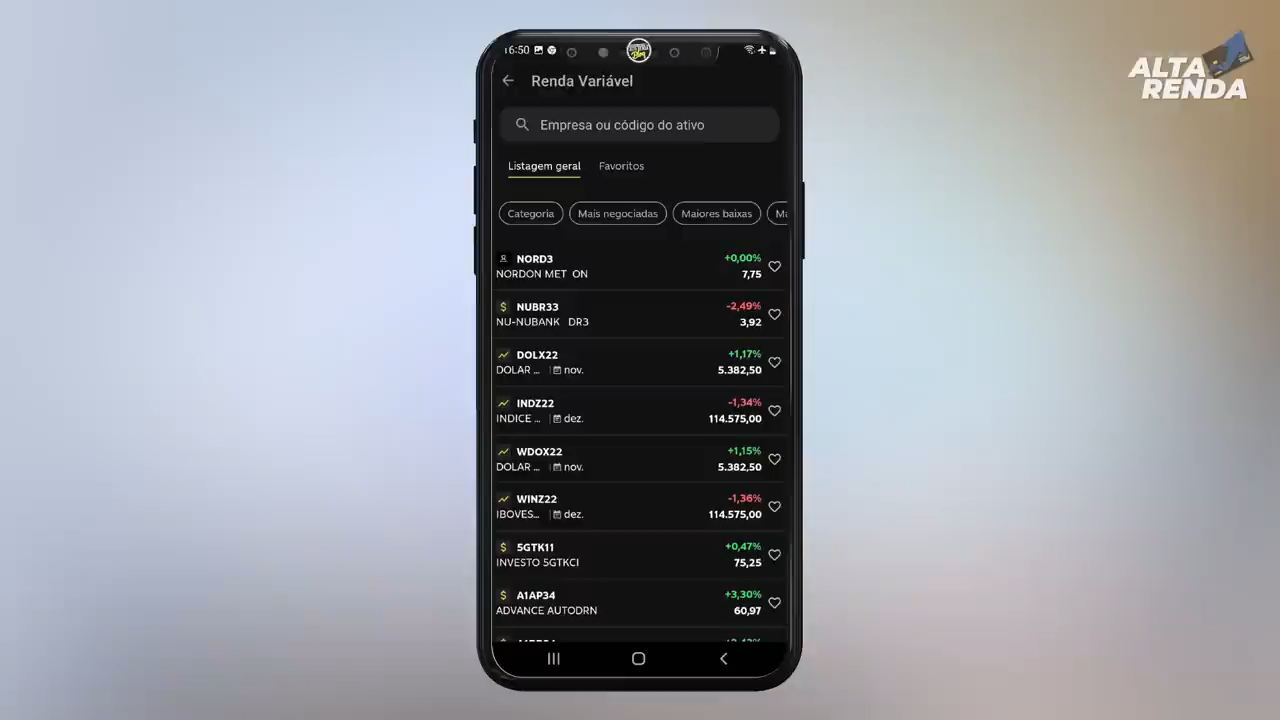 16:50
ALTA
RENDA
Renda Variável
Empresa ou código do ativo
Listagem geral Favoritos
Categoria Mais negociadas Maiores baixas
NORD3 +0,00%
NORDON MET ON 7,75
NUBR33 -2,49%
NU-NUBANK DR3 3,92
DOLX22 +1,17%
DOLAR ... nov. 5.382,50
INDZ22 -1,34%
INDICE ... dez. 114.575,00
WDOX22 +1,15%
DOLAR ... nov. 5.382,50
WINZ22 -1,36%
IBOVES... dez. 114.575,00
5GTK11 +0,47%
INVESTO 5GTKCI 75,25
A1AP34 +3,30%
ADVANCE AUTODRN 60,97